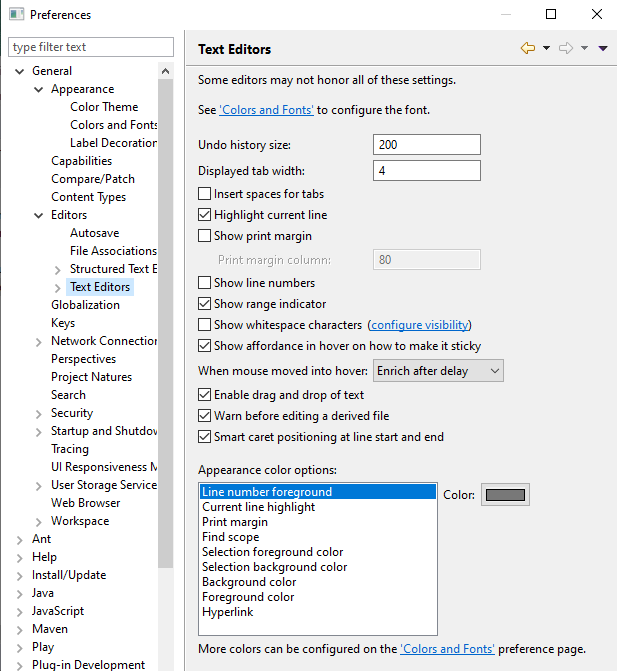 Preferences
type filter text
General
Appearance
Color Theme
Colors and Fonts
Label Decoration
Capabilities
Compare/Patch
Content Types
Editors
Autosave
File Associations
Structured Text E
Text Editors
Globalization
Keys
Network Connection
Perspectives
Project Natures
Search
Security
Startup and Shutdow
Tracing
UI Responsiveness M
User Storage Service
Web Browser
Workspace
Ant
Help
Install/Update
Java
JavaScript
Maven
Play
Plug-in Development
Text Editors
Some editors may not honor all of these settings.
See 'Colors and Fonts' to configure the font.
Undo history size: 200
Displayed tab width: 4
Insert spaces for tabs
Highlight current line
Show print margin
Print margin column: 80
Show line numbers
Show range indicator
Show whitespace characters (configure visibility)
Show affordance in hover on how to make it sticky
When mouse moved into hover: Enrich after delay
Enable drag and drop of text
Warn before editing a derived file
Smart caret positioning at line start and end
Appearance color options:
Line number foreground
Current line highlight
Print margin
Find scope
Selection foreground color
Selection background color
Background color
Foreground color
Hyperlink
Color:
More colors can be configured on the 'Colors and Fonts' preference page.